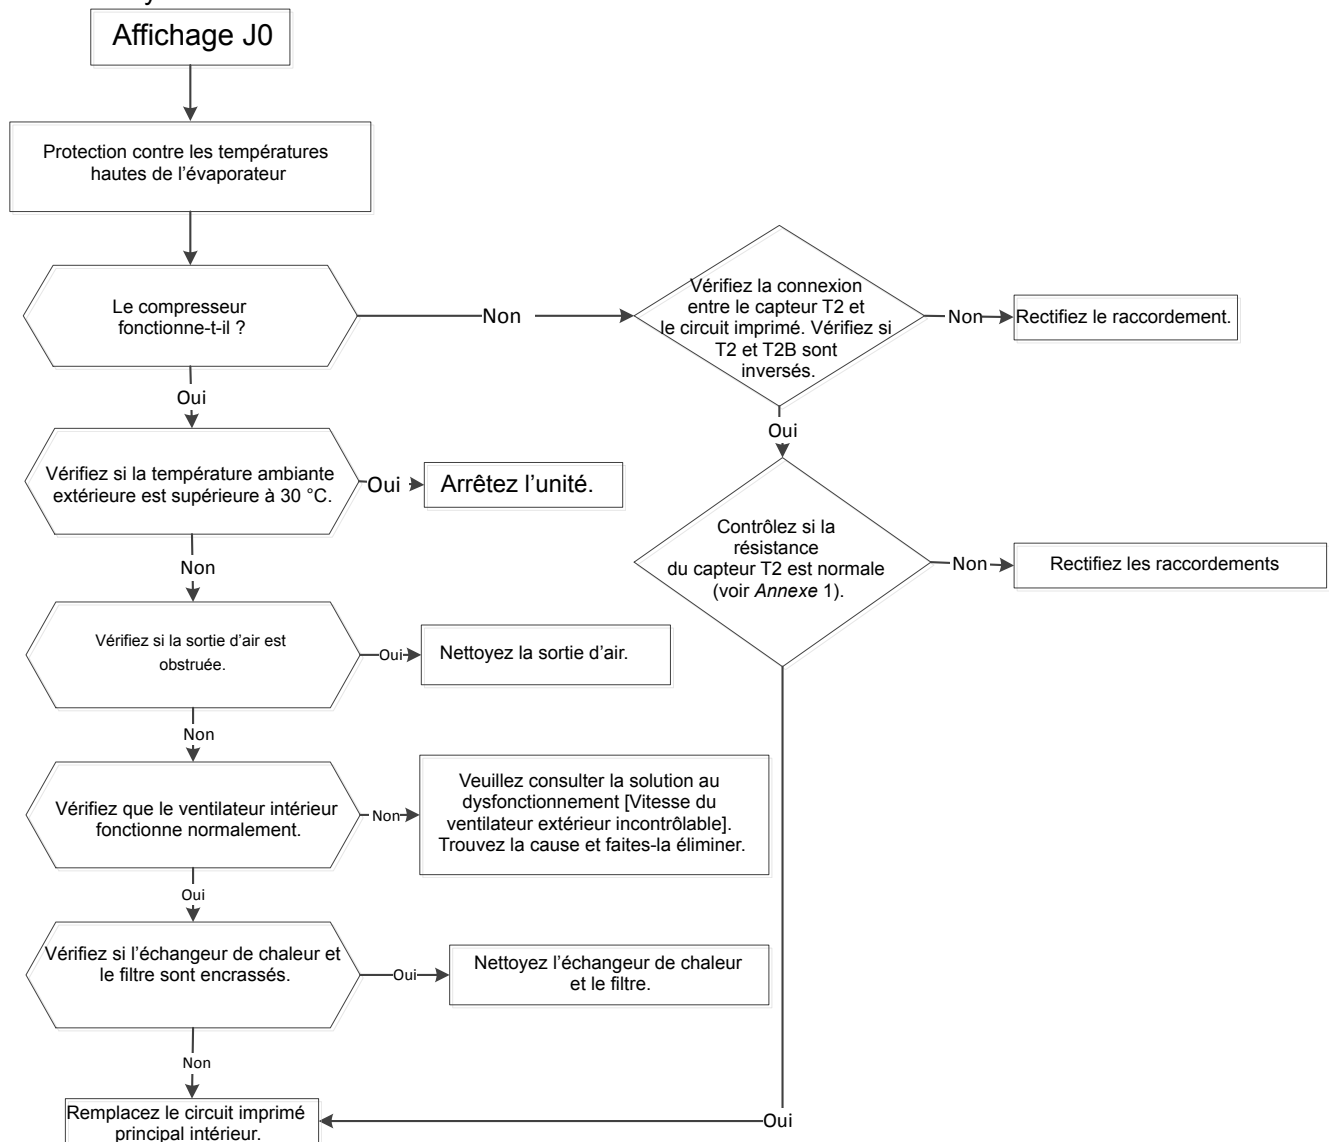 Affichage J0
Protection contre les températures
hautes de l’évaporateur
Le compresseur
fonctionne-t-il ?
Non
Vérifiez la connexion
entre le capteur T2 et
le circuit imprimé. Vérifiez si
T2 et T2B sont
inversés.
Non
Rectifiez le raccordement.
Oui
Oui
Vérifiez si la température ambiante
extérieure est supérieure à 30 °C.
Oui
Arrêtez l’unité.
Contrôlez si la
résistance
du capteur T2 est normale
(voir Annexe 1).
Non
Rectifiez les raccordements
Non
Vérifiez si la sortie d’air est
obstruée.
Oui
Nettoyez la sortie d’air.
Non
Vérifiez que le ventilateur intérieur
fonctionne normalement.
Non
Veuillez consulter la solution au
dysfonctionnement [Vitesse du
ventilateur extérieur incontrôlable].
Trouvez la cause et faites-la éliminer.
Oui
Vérifiez si l’échangeur de chaleur et
le filtre sont encrassés.
Oui
Nettoyez l’échangeur de chaleur
et le filtre.
Non
Remplacez le circuit imprimé
principal intérieur.
Oui